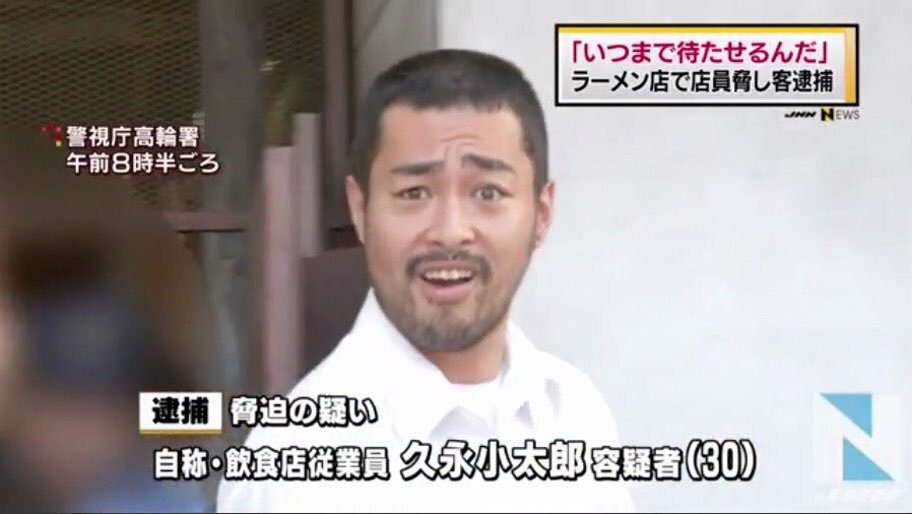 「いつまで待たせるんだ」
ラーメン店で店員脅し客逮捕
JNN NEWS
警視庁高輪署
午前8時半ごろ
逮捕 脅迫の疑い
自称・飲食店従業員 久永小太郎 容疑者(30)
N